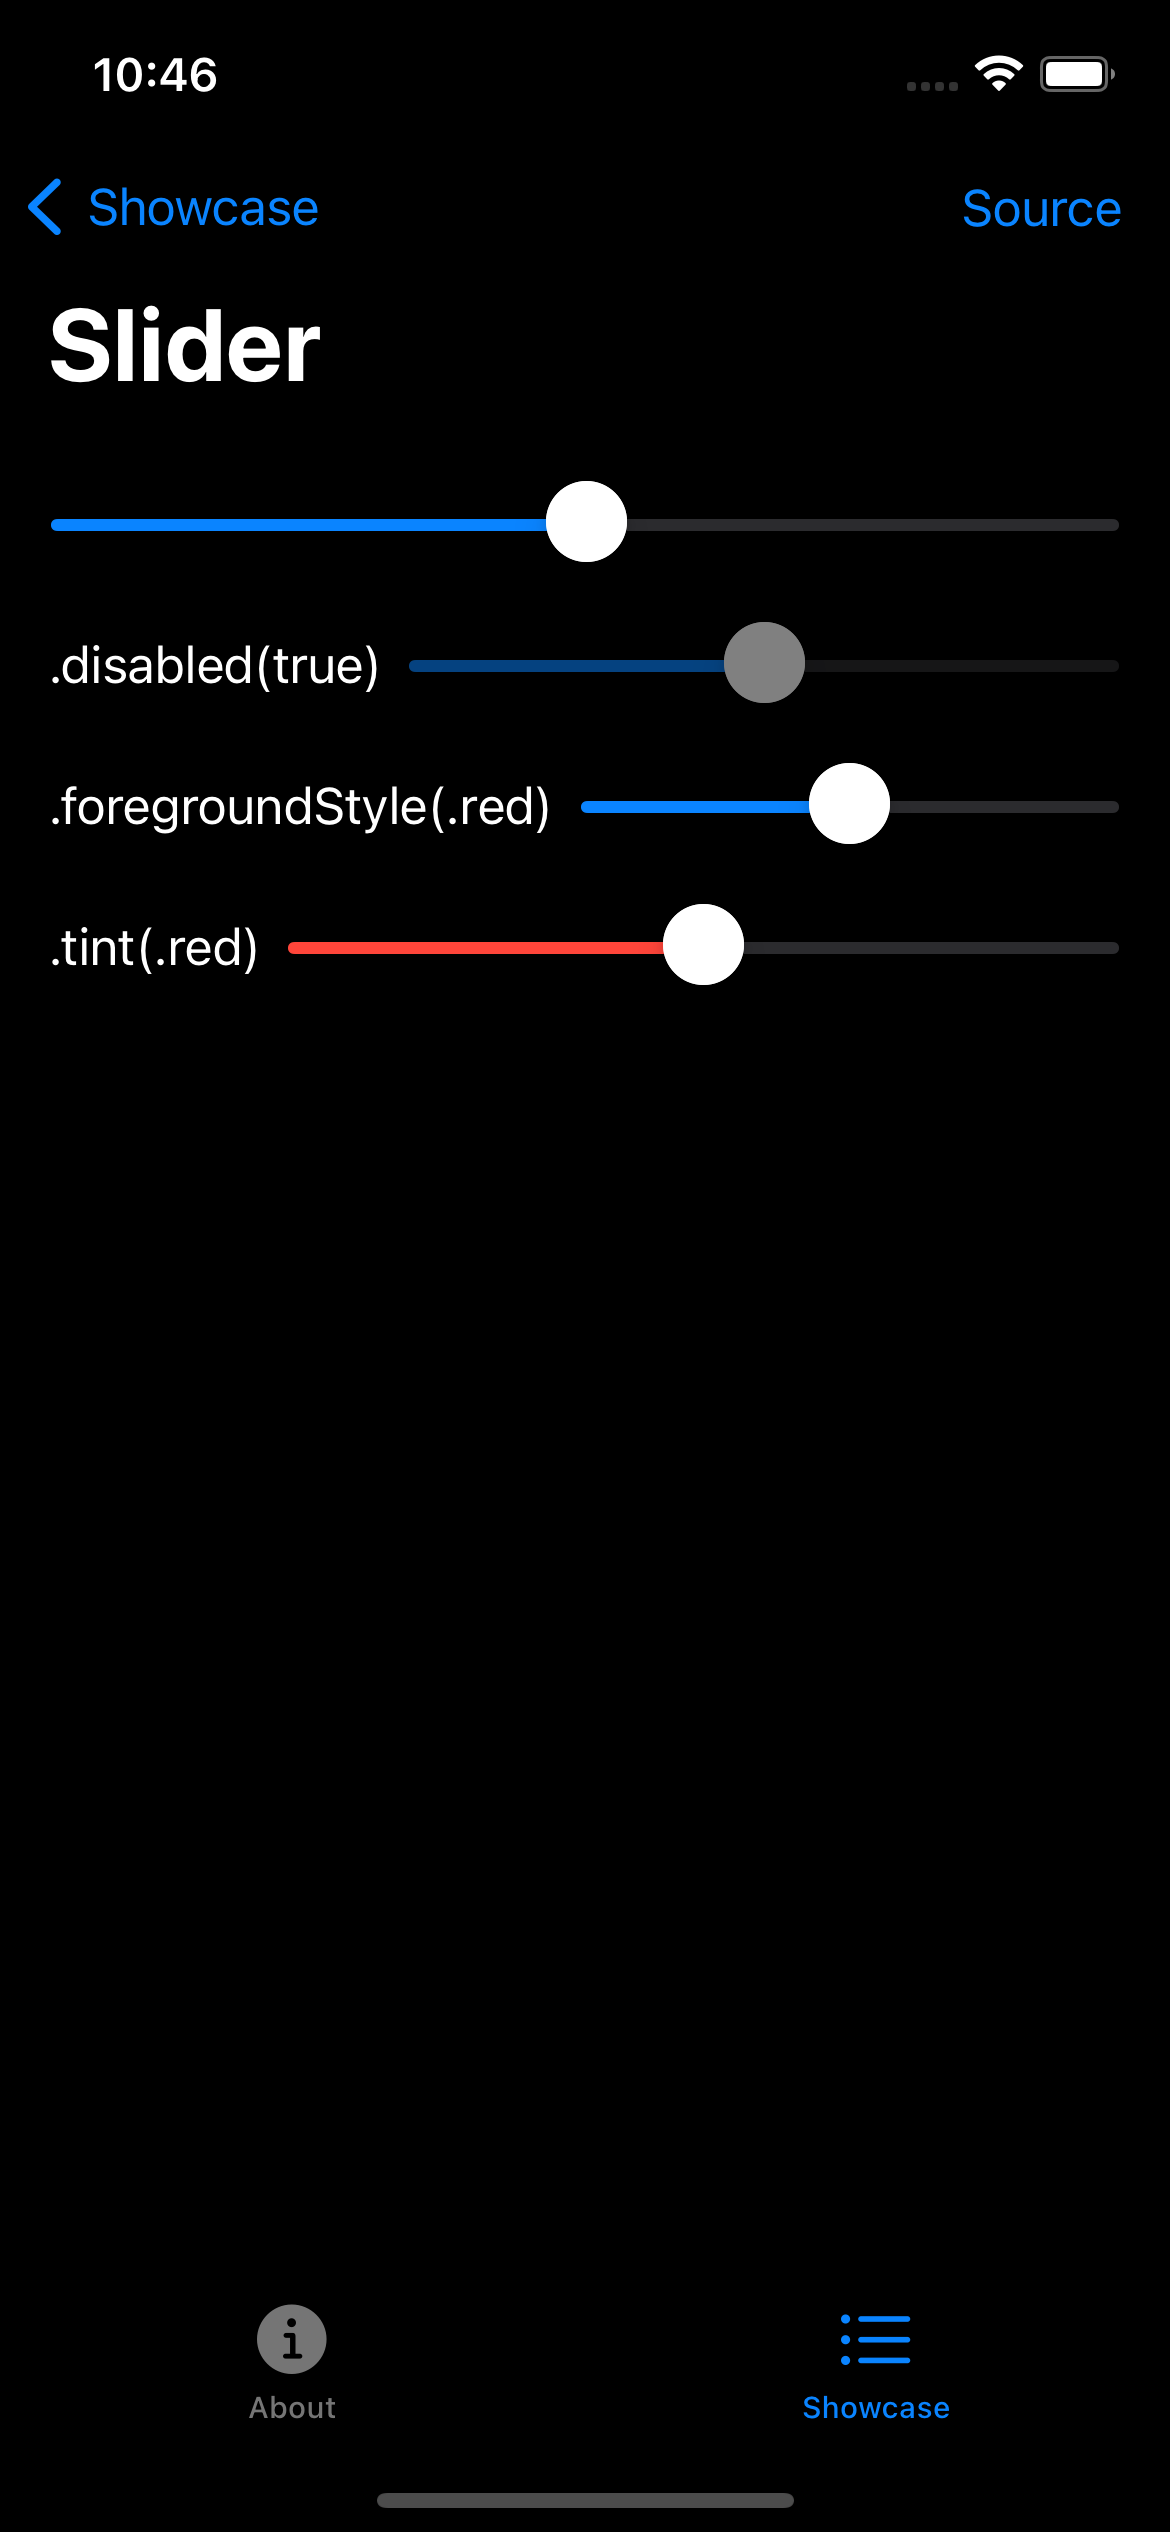 10:46
Showcase
Source
Slider
.disabled(true)
.foregroundStyle(.red)
.tint(.red)
About
Showcase